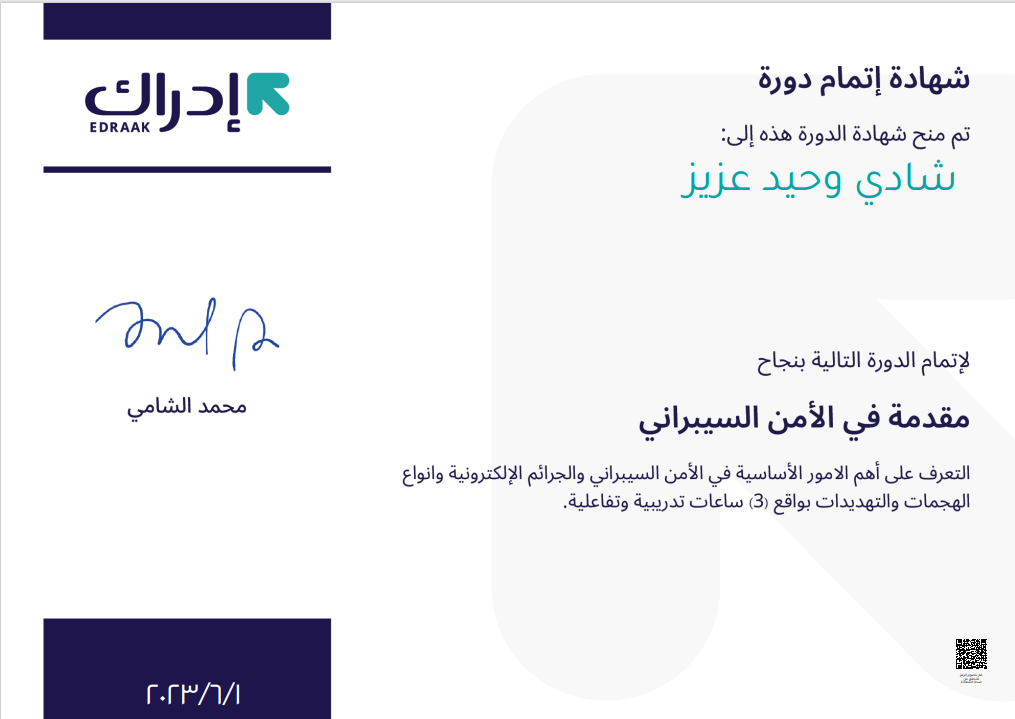 شهادة إتمام دورة
تم منح شهادة الدورة هذه إلى:
شادي وحيد عزيز
لإتمام الدورة التالية بنجاح
مقدمة في الأمن السيبراني
التعرف على أهم الامور الأساسية في الأمن السيبراني والجرائم الإلكترونية وانواع
الهجمات والتهديدات بواقع (3) ساعات تدريبية وتفاعلية.
إدراك
EDRAAK
محمد الشامي
٢٠٢٣/٦/١